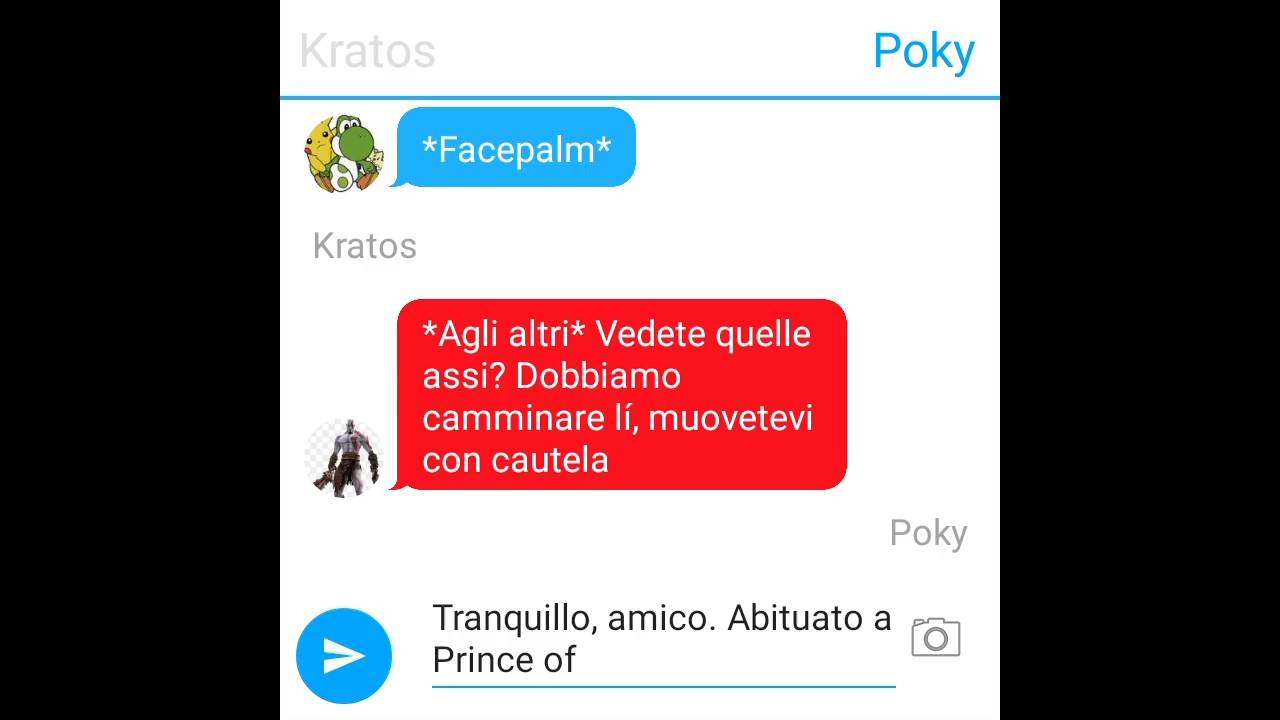 Kratos
Poky
*Facepalm*
Kratos
*Agli altri* Vedete quelle
assi? Dobbiamo
camminare lí, muovetevi
con cautela
Poky
Tranquillo, amico. Abituato a
Prince of